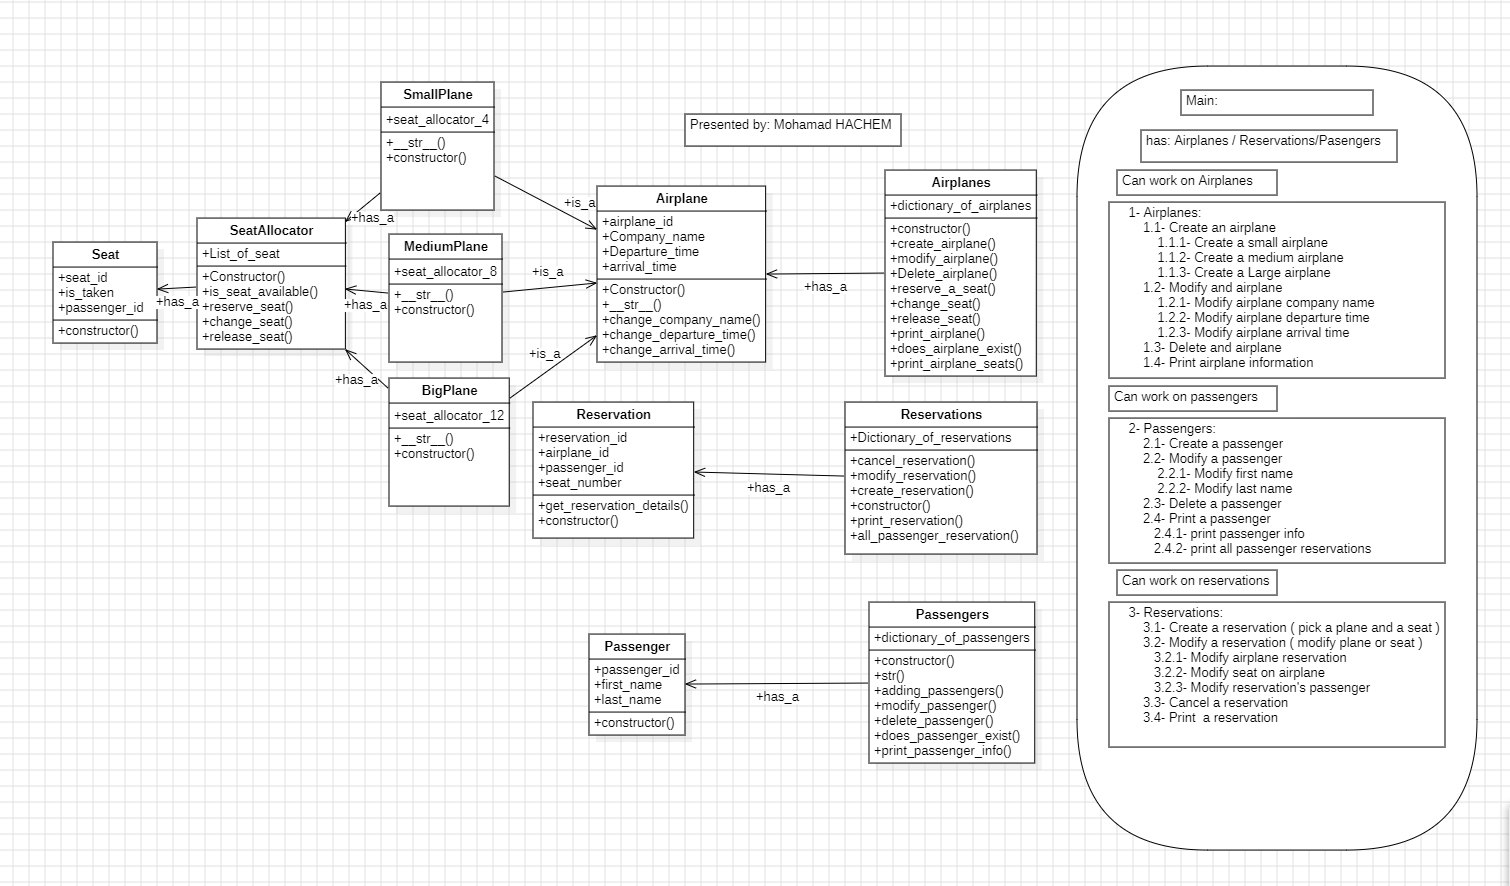 SmallPlane
+seat_allocator_4
+__str__()
+constructor()
Presented by: Mohamad HACHEM
+has_a
+is_a
Seat
+seat_id
+is_taken
+passenger_id
+constructor()
+has_a
SeatAllocator
+List_of_seat
+Constructor()
+is_seat_available()
+reserve_seat()
+change_seat()
+release_seat()
+has_a
MediumPlane
+seat_allocator_8
+__str__()
+constructor()
+is_a
+has_a
BigPlane
+seat_allocator_12
+__str__()
+constructor()
+is_a
Airplane
+airplane_id
+Company_name
+Departure_time
+arrival_time
+Constructor()
+__str__()
+change_company_name()
+change_departure_time()
+change_arrival_time()
+has_a
Airplanes
+dictionary_of_airplanes
+constructor()
+create_airplane()
+modify_airplane()
+Delete_airplane()
+reserve_a_seat()
+change_seat()
+release_seat()
+print_airplane()
+does_airplane_exist()
+print_airplane_seats()
Reservation
+reservation_id
+airplane_id
+passenger_id
+seat_number
+get_reservation_details()
+constructor()
+has_a
Reservations
+Dictionary_of_reservations
+cancel_reservation()
+modify_reservation()
+create_reservation()
+constructor()
+print_reservation()
+all_passenger_reservation()
Passenger
+passenger_id
+first_name
+last_name
+constructor()
+has_a
Passengers
+dictionary_of_passengers
+constructor()
+str()
+adding_passengers()
+modify_passenger()
+delete_passenger()
+does_passenger_exist()
+print_passenger_info()
Main:
has: Airplanes / Reservations/Pasengers
Can work on Airplanes
1- Airplanes:
1.1- Create an airplane
1.1.1- Create a small airplane
1.1.2- Create a medium airplane
1.1.3- Create a Large airplane
1.2- Modify and airplane
1.2.1- Modify airplane company name
1.2.2- Modify airplane departure time
1.2.3- Modify airplane arrival time
1.3- Delete and airplane
1.4- Print airplane information
Can work on passengers
2- Passengers:
2.1- Create a passenger
2.2- Modify a passenger
2.2.1- Modify first name
2.2.2- Modify last name
2.3- Delete a passenger
2.4- Print a passenger
2.4.1- print passenger info
2.4.2- print all passenger reservations
Can work on reservations
3- Reservations:
3.1- Create a reservation ( pick a plane and a seat )
3.2- Modify a reservation ( modify plane or seat )
3.2.1- Modify airplane reservation
3.2.2- Modify seat on airplane
3.2.3- Modify reservation's passenger
3.3- Cancel a reservation
3.4- Print  a reservation